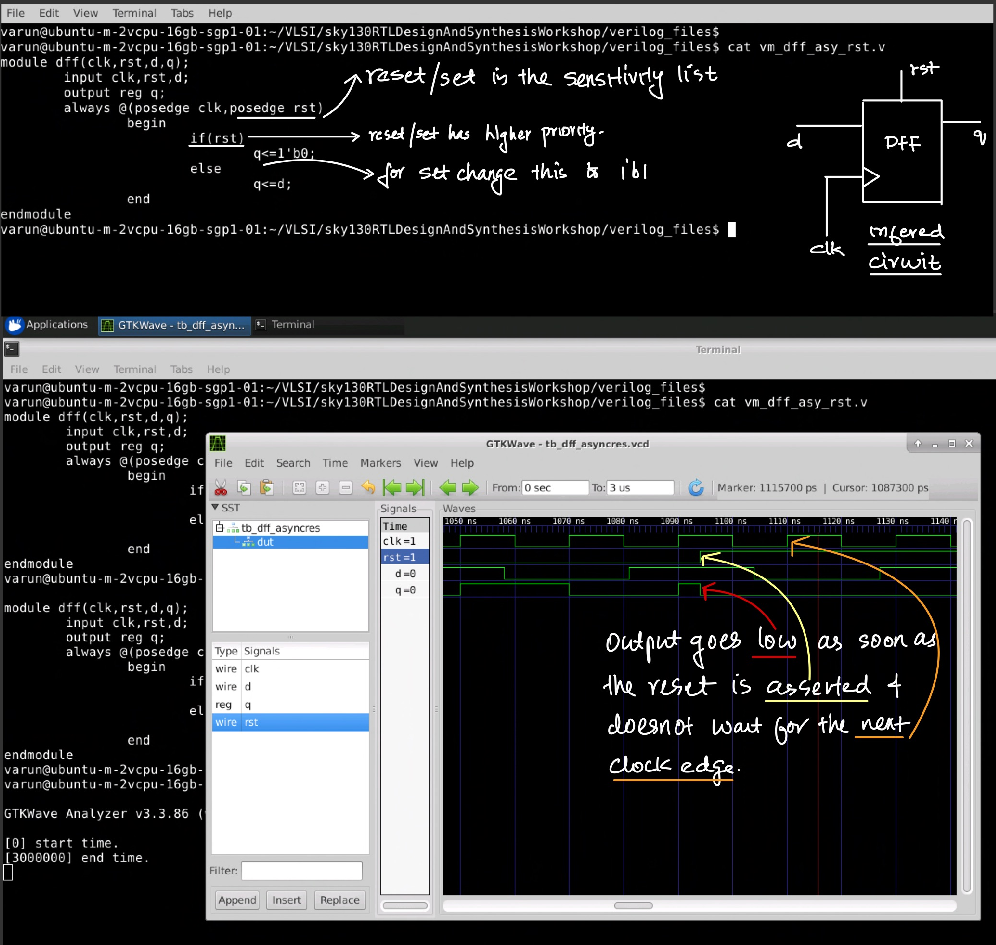 File Edit View Terminal Tabs Help
varun@ubuntu-m-2vcpu-16gb-sgp1-01:~/VLSI/sky130RTLDesignAndSynthesisWorkshop/verilog_files$
varun@ubuntu-m-2vcpu-16gb-sgp1-01:~/VLSI/sky130RTLDesignAndSynthesisWorkshop/verilog_files$ cat vm_dff_asy_rst.v
module dff(clk,rst,d,q);
input clk,rst,d;
output reg q;
always @(posedge clk,posedge rst)
begin
if(rst)
q<=1'b0;
else
q<=d;
end
endmodule
varun@ubuntu-m-2vcpu-16gb-sgp1-01:~/VLSI/sky130RTLDesignAndSynthesisWorkshop/verilog_files$
reset/set is the sensitivity list
reset/set has higher priority.
for set change this to 1'b1
rst
d
DFF
q
clk
infered
circuit
Applications
GTKWave - tb_dff_asyn...
Terminal
Terminal
File Edit View Terminal Tabs Help
varun@ubuntu-m-2vcpu-16gb-sgp1-01:~/VLSI/sky130RTLDesignAndSynthesisWorkshop/verilog_files$
varun@ubuntu-m-2vcpu-16gb-sgp1-01:~/VLSI/sky130RTLDesignAndSynthesisWorkshop/verilog_files$ cat vm_dff_asy_rst.v
module dff(clk,rst,d,q);
input clk,rst,d;
output reg q;
always @(posedge c
begin
if
el
end
endmodule
varun@ubuntu-m-2vcpu-16gb-
module dff(clk,rst,d,q);
input clk,rst,d;
output reg q;
always @(posedge c
begin
if
el
end
endmodule
varun@ubuntu-m-2vcpu-16gb-
varun@ubuntu-m-2vcpu-16gb-
GTKWave Analyzer v3.3.86 (
[0] start time.
[3000000] end time.
GTKWave - tb_dff_asyncres.vcd
File Edit Search Time Markers View Help
From: 0 sec To: 3 us Marker: 1115700 ps | Cursor: 1087300 ps
SST
tb_dff_asyncres
dut
Type Signals
wire clk
wire d
reg q
wire rst
Filter:
Append Insert Replace
Signals
Time
clk=1
rst=1
d=0
q=0
Waves
1050 ns 1060 ns 1070 ns 1080 ns 1090 ns 1100 ns 1110 ns 1120 ns 1130 ns 1140
Output goes low as soon as
the reset is asserted &
doesnot wait for the next
clock edge.